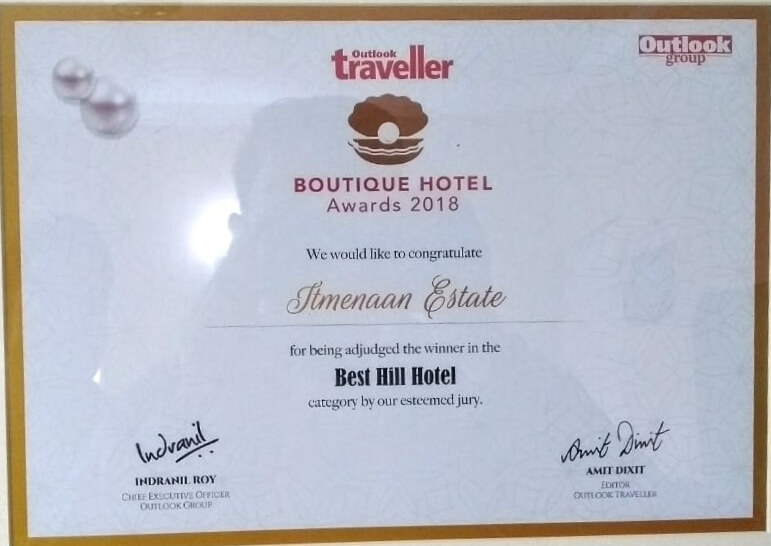 Outlook
traveller
Outlook
group
BOUTIQUE HOTEL
Awards 2018
We would like to congratulate
Itmenaan Estate
for being adjudged the winner in the
Best Hill Hotel
category by our esteemed jury.
Indranil
INDRANIL ROY
CHIEF EXECUTIVE OFFICER
OUTLOOK GROUP
Amit Dixit
AMIT DIXIT
EDITOR
OUTLOOK TRAVELLER